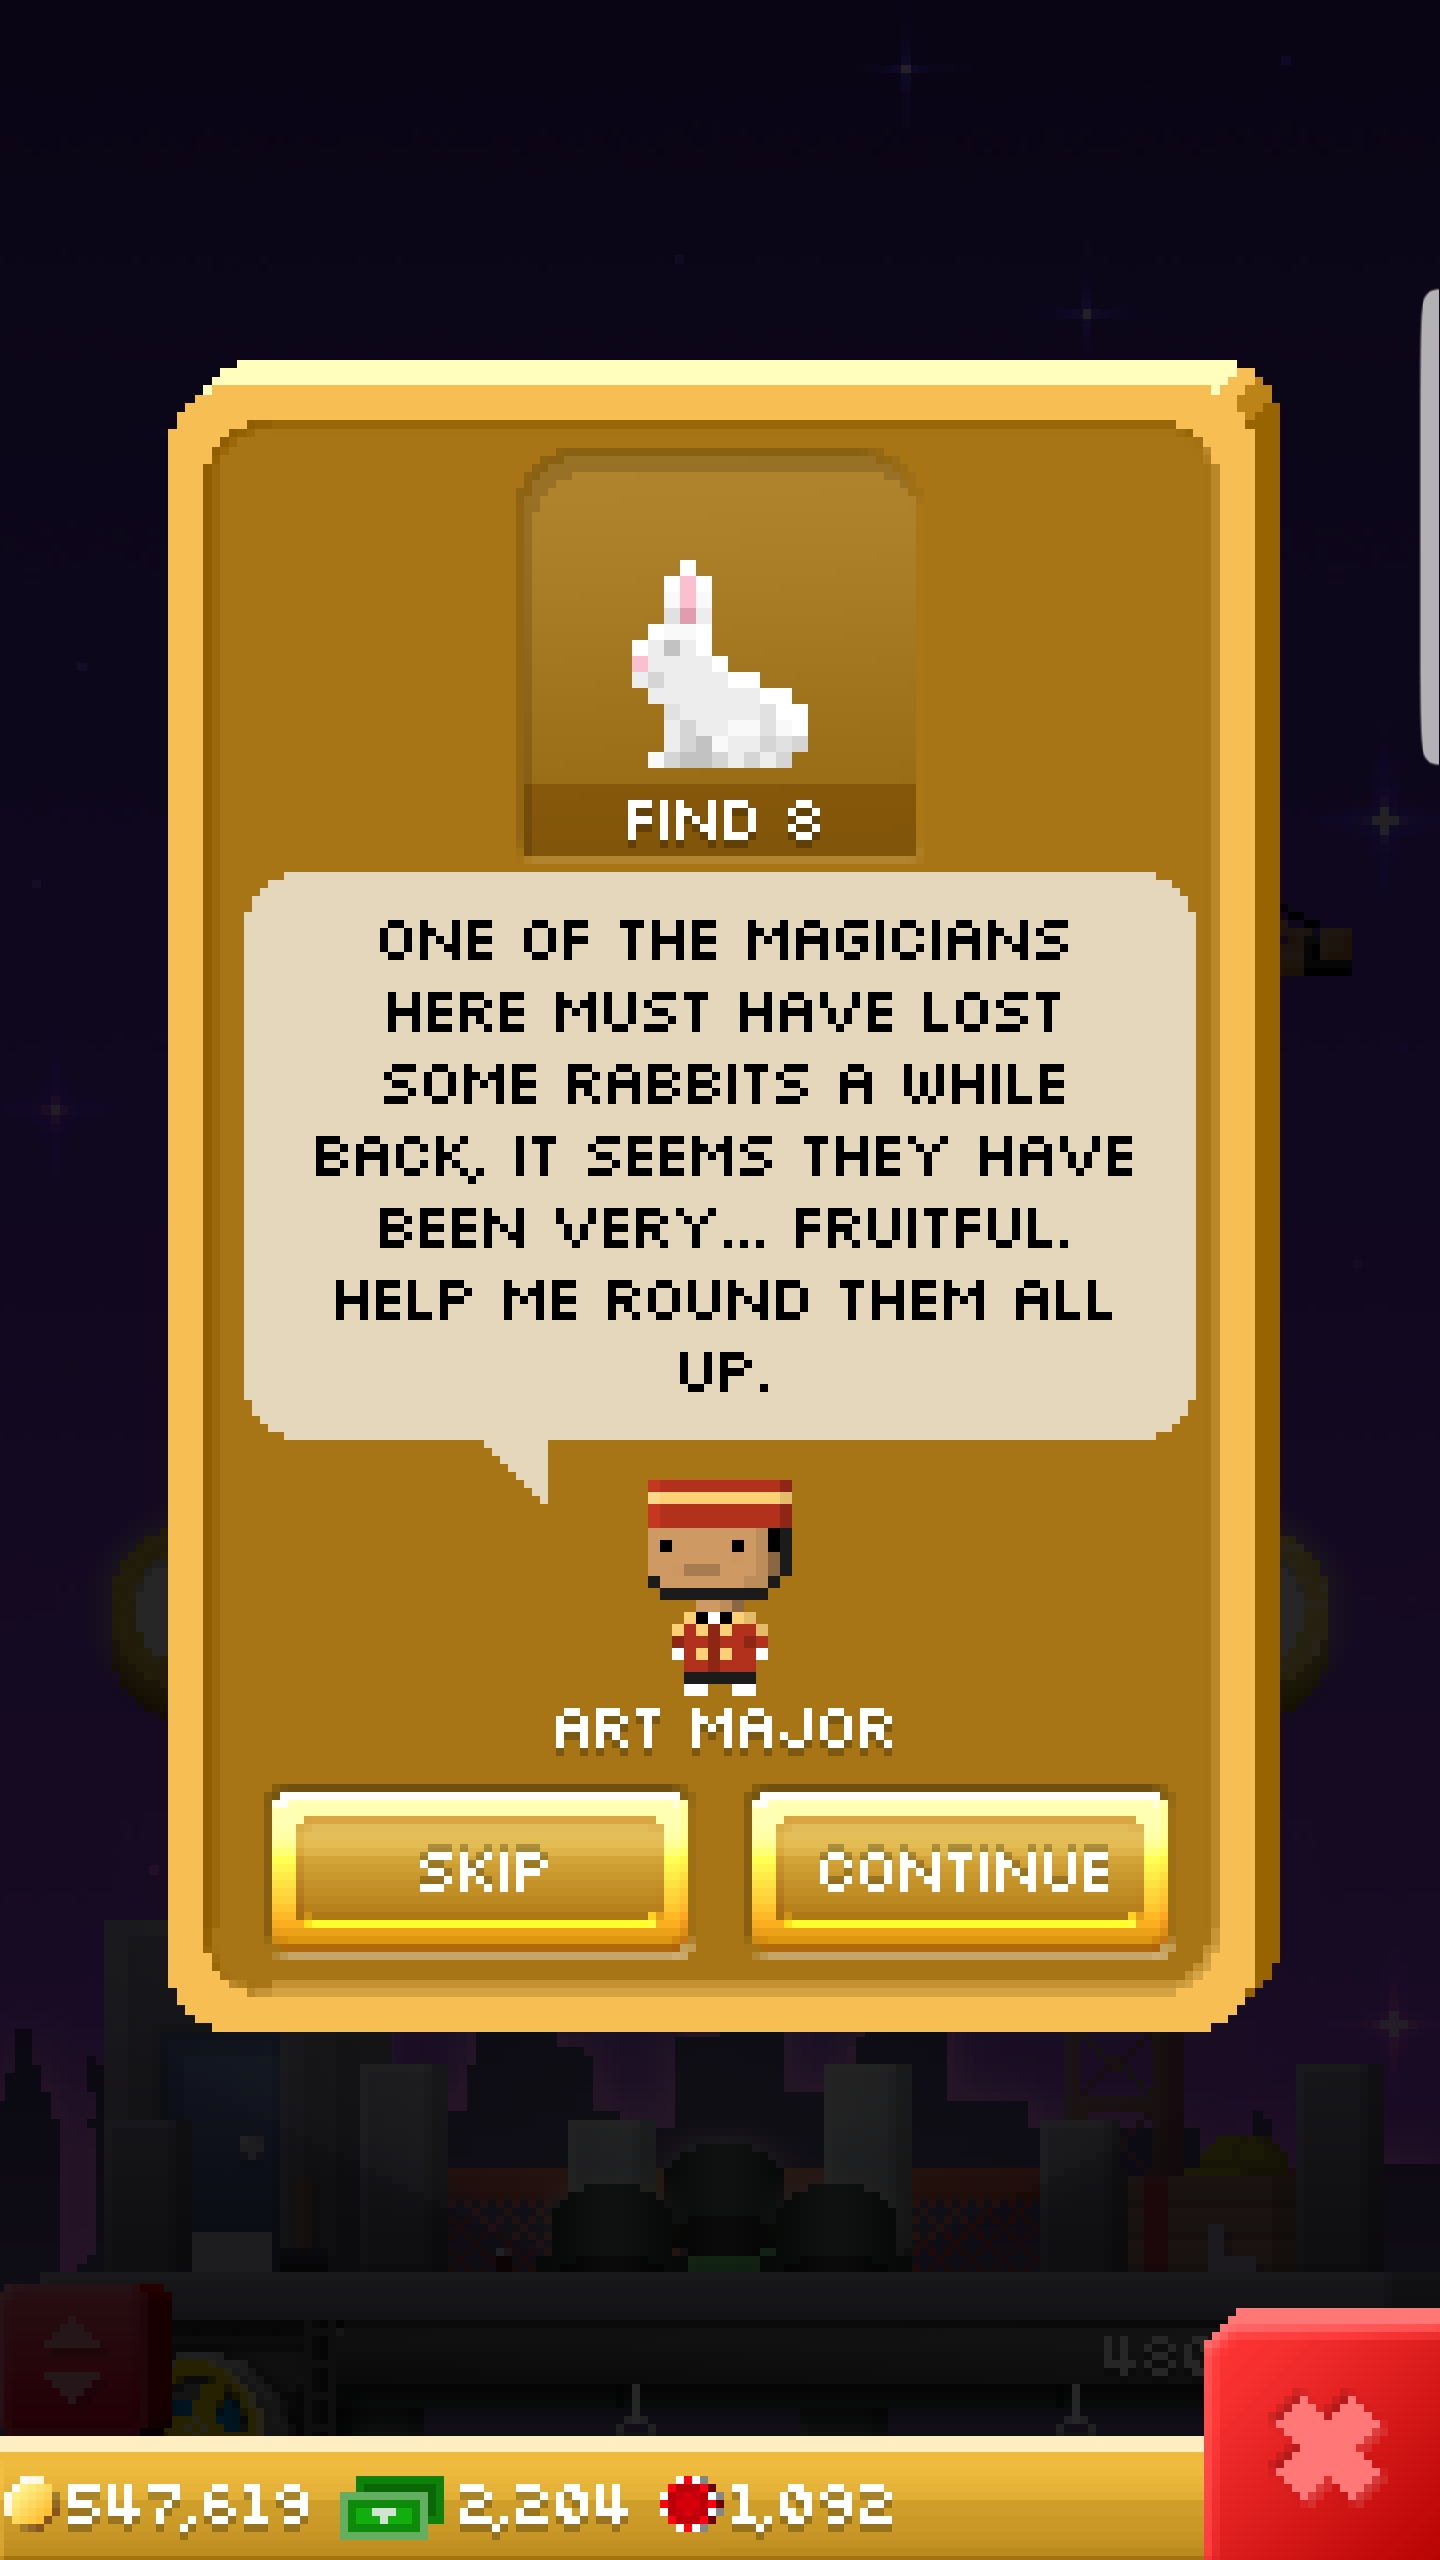 FIND 8
ONE OF THE MAGICIANS
HERE MUST HAVE LOST
SOME RABBITS A WHILE
BACK, IT SEEMS THEY HAVE
BEEN VERY... FRUITFUL.
HELP ME ROUND THEM ALL
UP.
ART MAJOR
SKIP CONTINUE
547,619 2,204 1,092